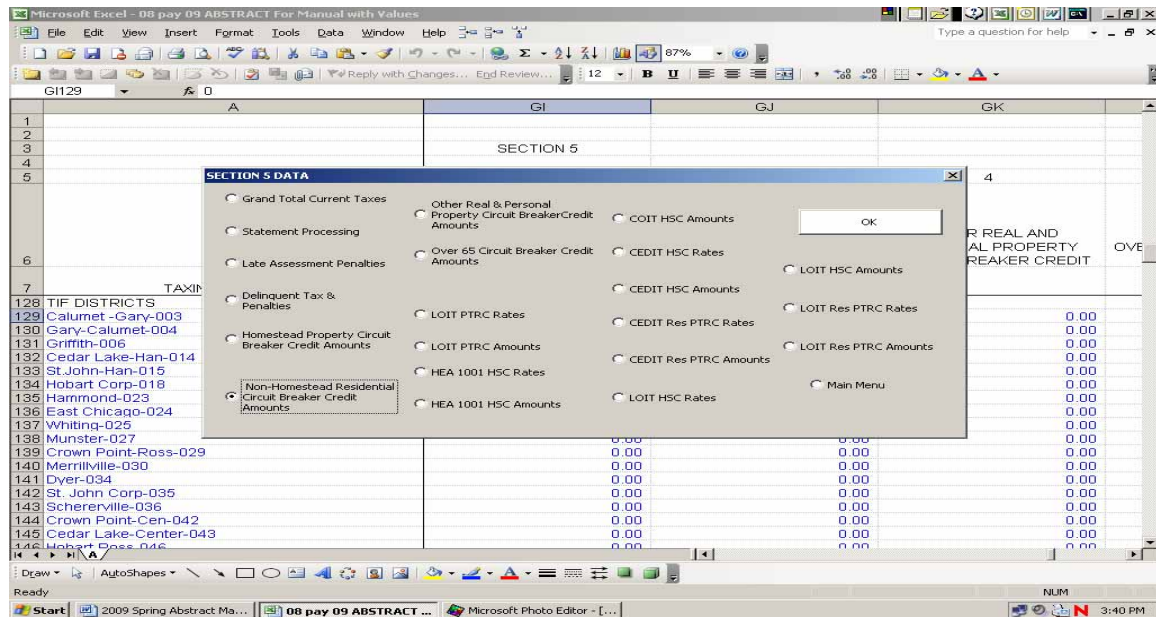 Microsoft Excel - 08 pay 09 ABSTRACT For Manual with Values
File Edit View Insert Format Tools Data Window Help
Type a question for help
87%
Reply with Changes... End Review...
12
B U
GI129 fx 0
A GI GJ GK
1
2
3 SECTION 5
4
5 4
SECTION 5 DATA
Grand Total Current Taxes
Statement Processing
Late Assessment Penalties
Delinquent Tax &
Penalties
Homestead Property Circuit
Breaker Credit Amounts
Non-Homestead Residential
Circuit Breaker Credit
Amounts
Other Real & Personal
Property Circuit BreakerCredit
Amounts
Over 65 Circuit Breaker Credit
Amounts
LOIT PTRC Rates
LOIT PTRC Amounts
HEA 1001 HSC Rates
HEA 1001 HSC Amounts
COIT HSC Amounts
CEDIT HSC Rates
CEDIT HSC Amounts
CEDIT Res PTRC Rates
CEDIT Res PTRC Amounts
LOIT HSC Rates
OK
LOIT HSC Amounts
LOIT Res PTRC Rates
LOIT Res PTRC Amounts
Main Menu
R REAL AND
AL PROPERTY OVE
6 REAKER CREDIT
7 TAXIN
128 TIF DISTRICTS
129 Calumet -Gary-003 0.00
130 Gary-Calumet-004 0.00
131 Griffith-006 0.00
132 Cedar Lake-Han-014 0.00
133 St.John-Han-015 0.00
134 Hobart Corp-018 0.00
135 Hammond-023 0.00
136 East Chicago-024 0.00
137 Whiting-025 0.00
138 Munster-027 0.00 0.00 0.00
139 Crown Point-Ross-029 0.00 0.00 0.00
140 Merrillville-030 0.00 0.00 0.00
141 Dyer-034 0.00 0.00 0.00
142 St. John Corp-035 0.00 0.00 0.00
143 Schererville-036 0.00 0.00 0.00
144 Crown Point-Cen-042 0.00 0.00 0.00
145 Cedar Lake-Center-043 0.00 0.00 0.00
146 Hobart Ross-046 0.00 0.00 0.00
A
Draw AutoShapes
Ready NUM
Start 2009 Spring Abstract Ma... 08 pay 09 ABSTRACT ... Microsoft Photo Editor - [... 3:40 PM